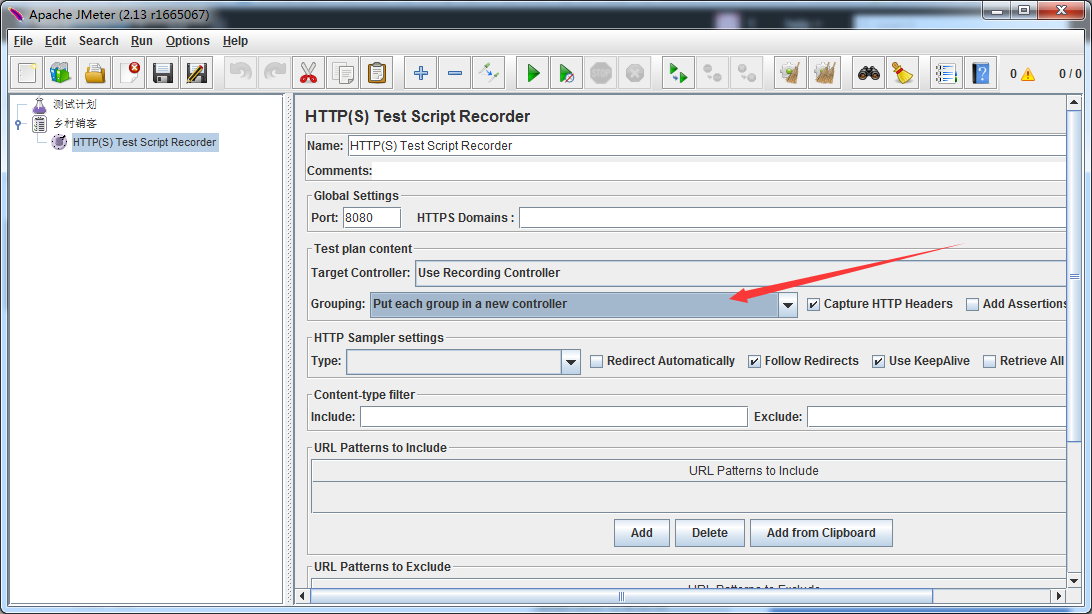 Apache JMeter (2.13 r1665067)
File Edit Search Run Options Help
STOP
0 0 / 0
测试计划
乡村销客
HTTP(S) Test Script Recorder
HTTP(S) Test Script Recorder
Name: HTTP(S) Test Script Recorder
Comments:
Global Settings
Port: 8080 HTTPS Domains :
Test plan content
Target Controller: Use Recording Controller
Grouping: Put each group in a new controller Capture HTTP Headers Add Assertions
HTTP Sampler settings
Type: Redirect Automatically Follow Redirects Use KeepAlive Retrieve All
Content-type filter
Include: Exclude:
URL Patterns to Include
URL Patterns to Include
Add Delete Add from Clipboard
URL Patterns to Exclude
URL Patterns to Exclude